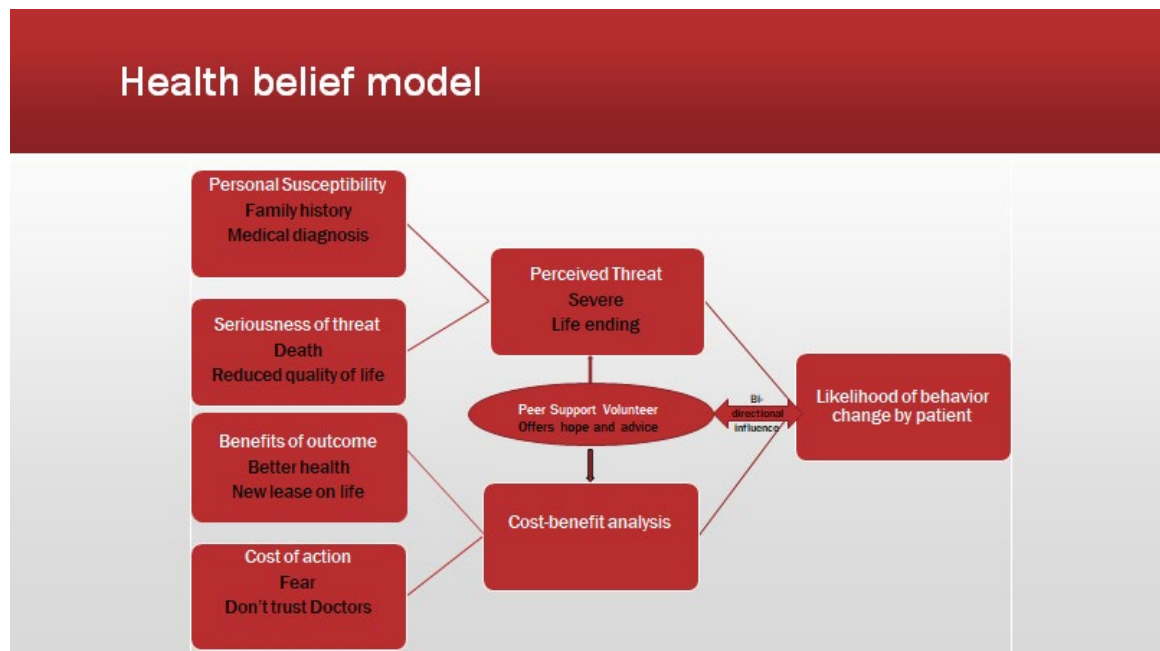 Health belief model
Personal Susceptibility
Family history
Medical diagnosis
Seriousness of threat
Death
Reduced quality of life
Benefits of outcome
Better health
New lease on life
Cost of action
Fear
Don't trust Doctors
Perceived Threat
Severe
Life ending
Peer Support Volunteer
Offers hope and advice
Cost-benefit analysis
Bi-
directional
influence
Likelihood of behavior
change by patient